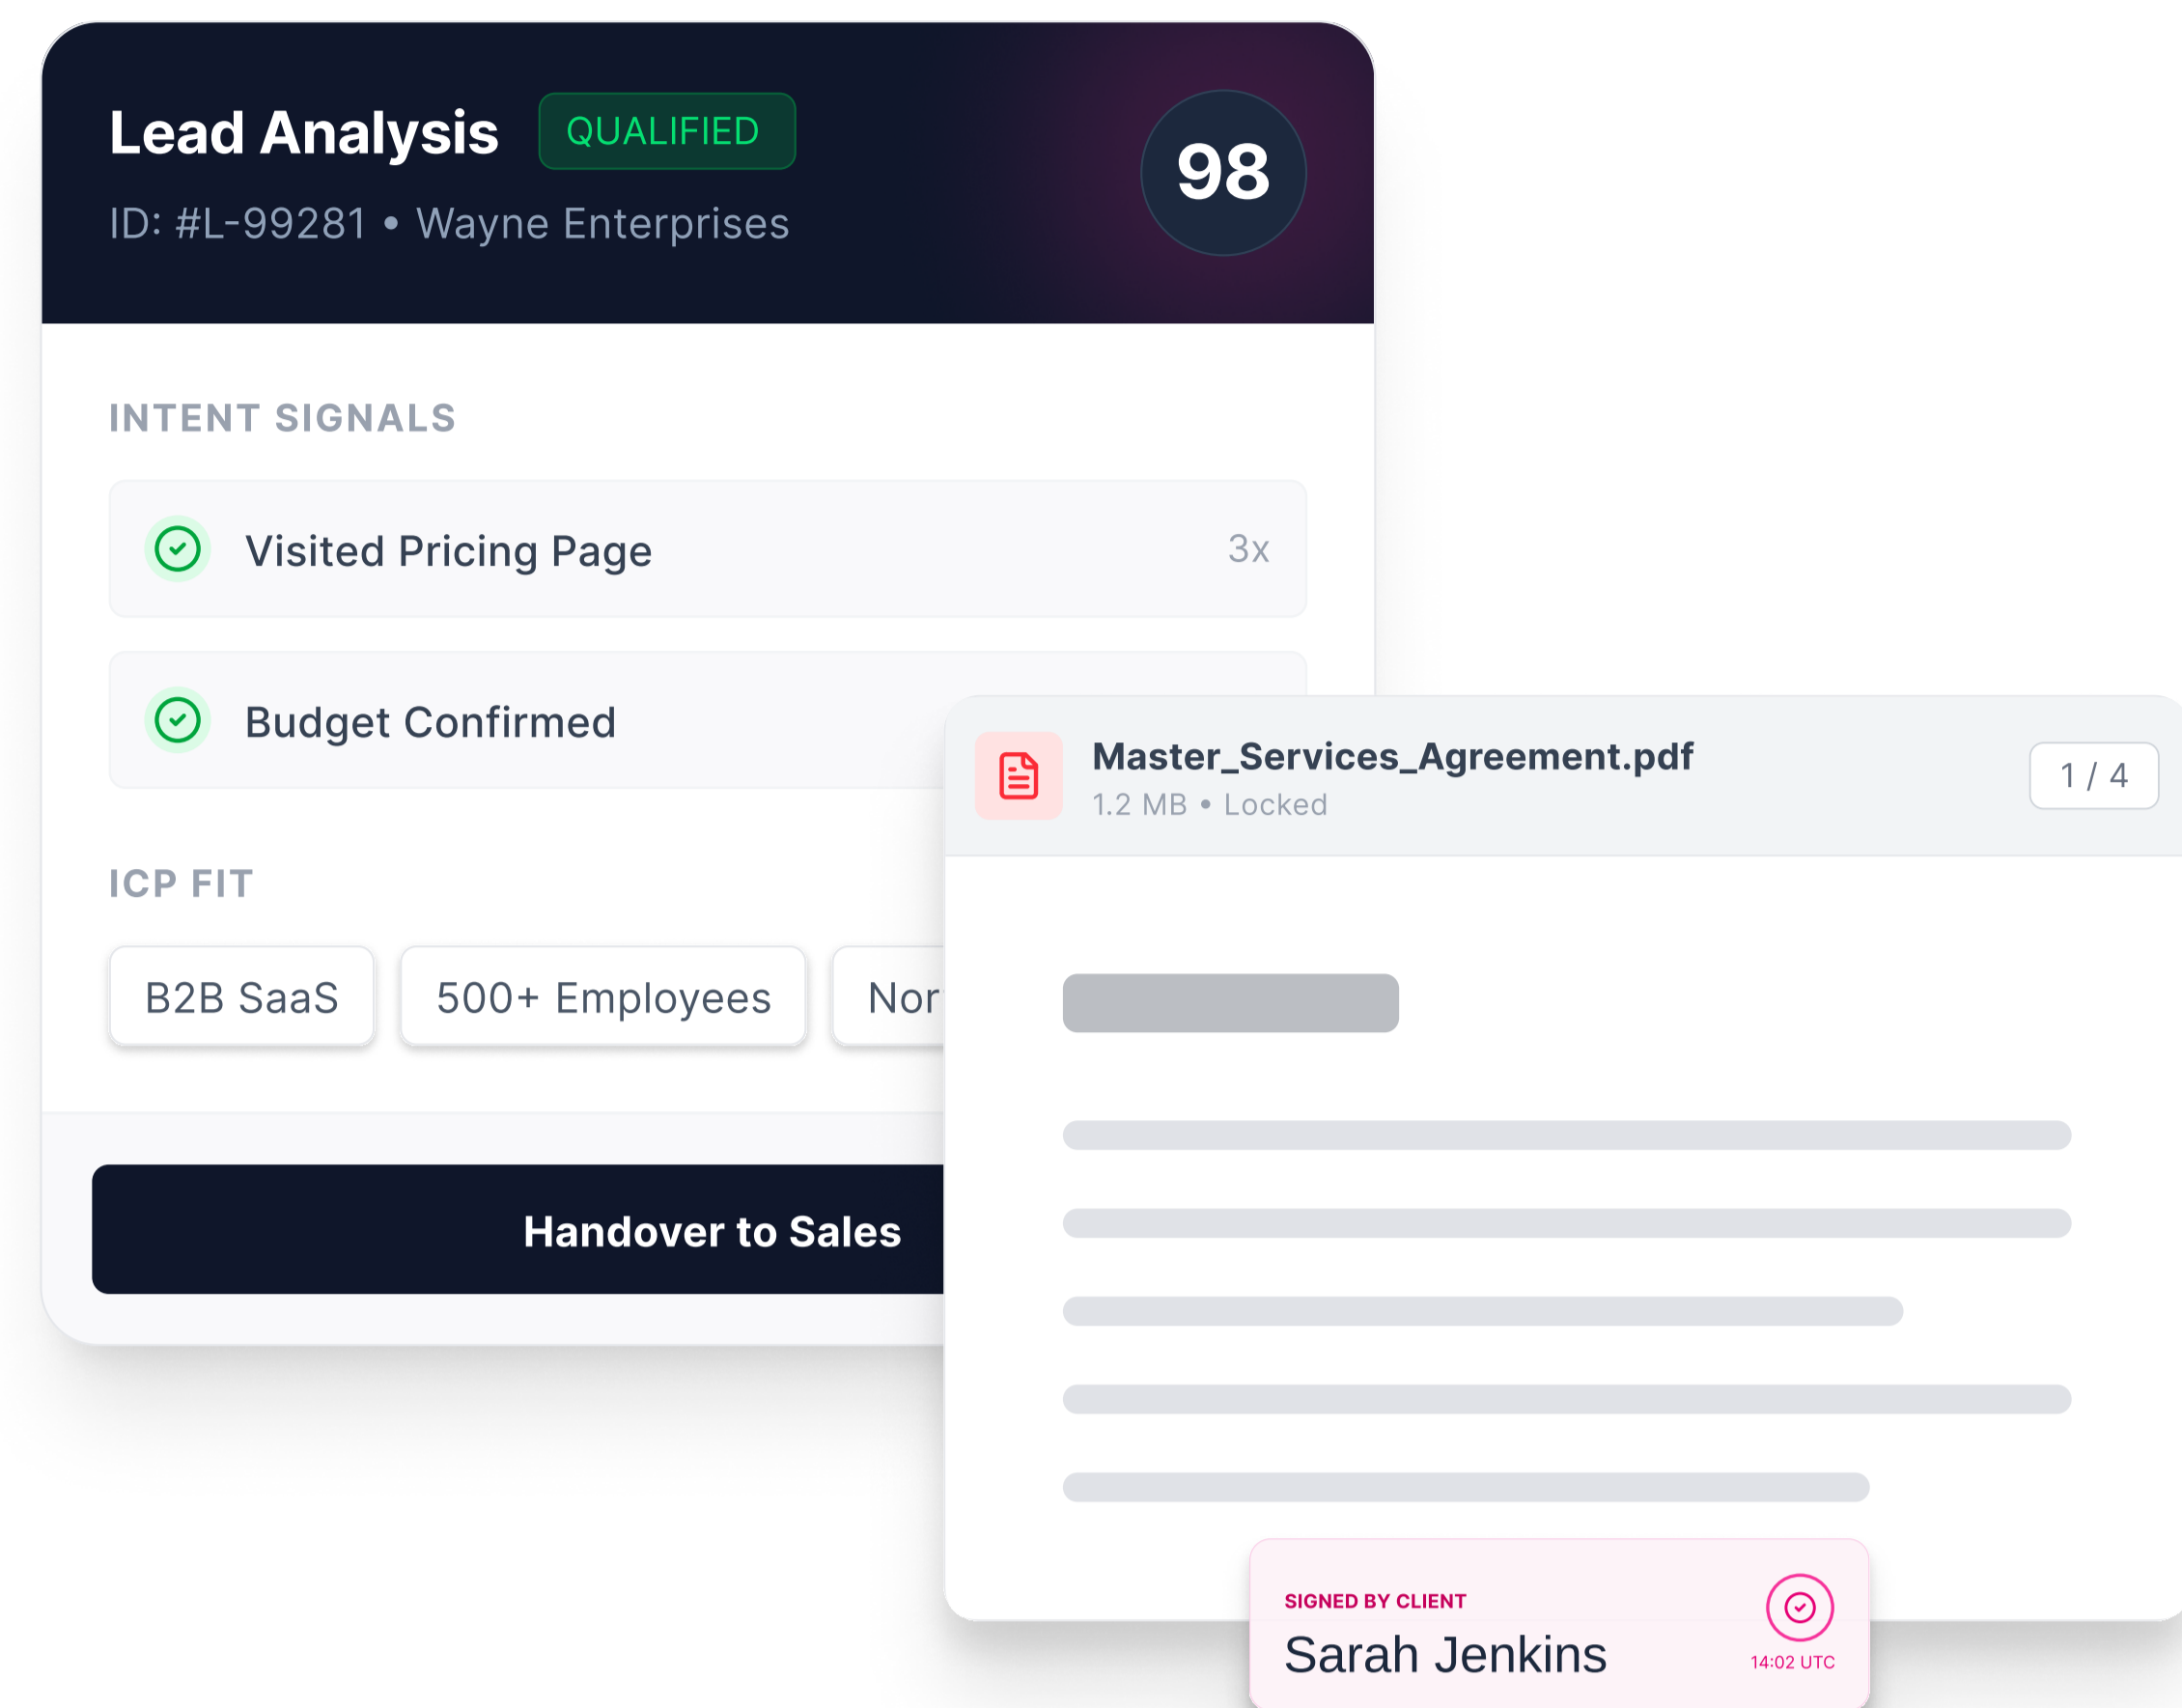 Lead Analysis QUALIFIED
98
ID: #L-99281 • Wayne Enterprises
INTENT SIGNALS
Visited Pricing Page 3x
Budget Confirmed
ICP FIT
B2B SaaS 500+ Employees
Handover to Sales
Master_Services_Agreement.pdf
1.2 MB • Locked
1 / 4
SIGNED BY CLIENT
Sarah Jenkins
14:02 UTC